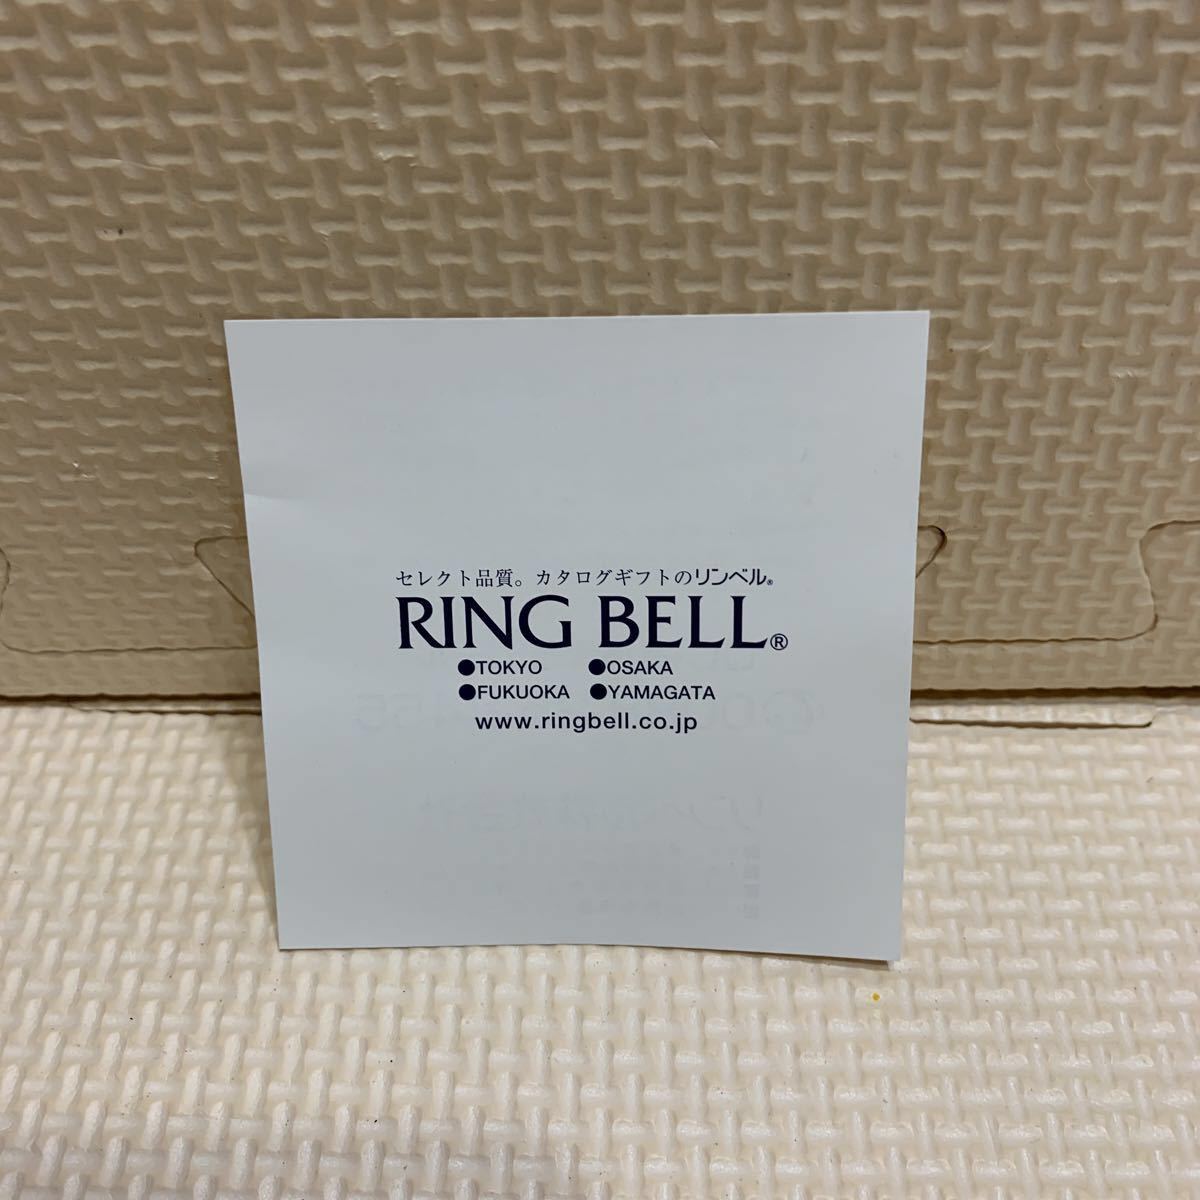 セレクト品質。カタログギフトのリンベル®
RING BELL®
●TOKYO ●OSAKA
●FUKUOKA ●YAMAGATA
www.ringbell.co.jp